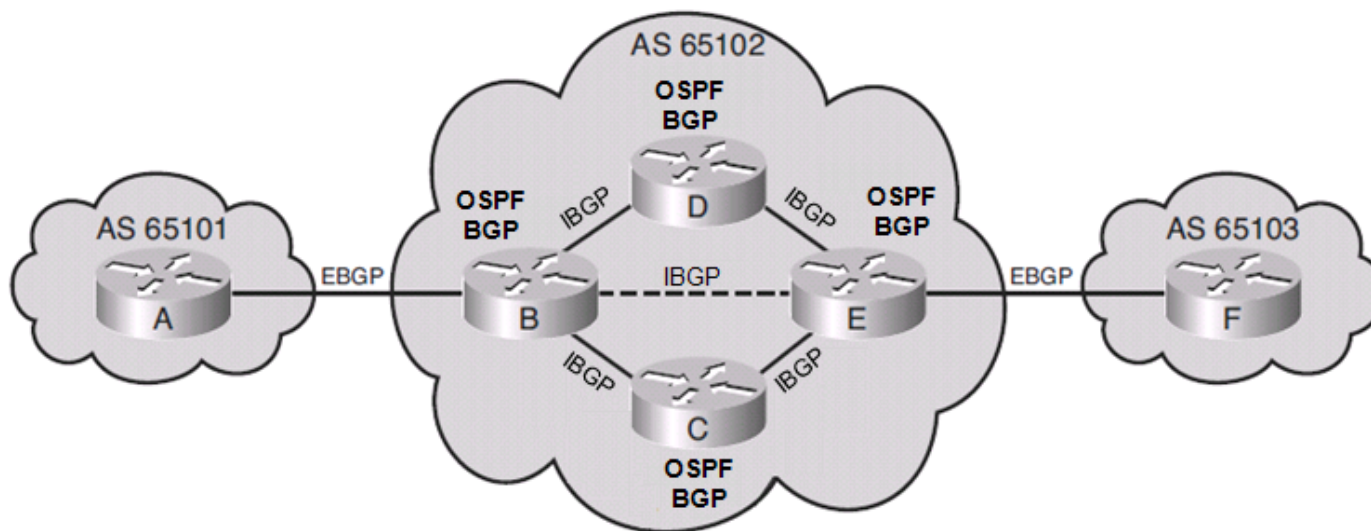 AS 65102
OSPF
BGP
D
OSPF
BGP
IBGP
IBGP
OSPF
BGP
AS 65101
A
EBGP
B
IBGP
E
EBGP
AS 65103
F
IBGP
IBGP
C
OSPF
BGP